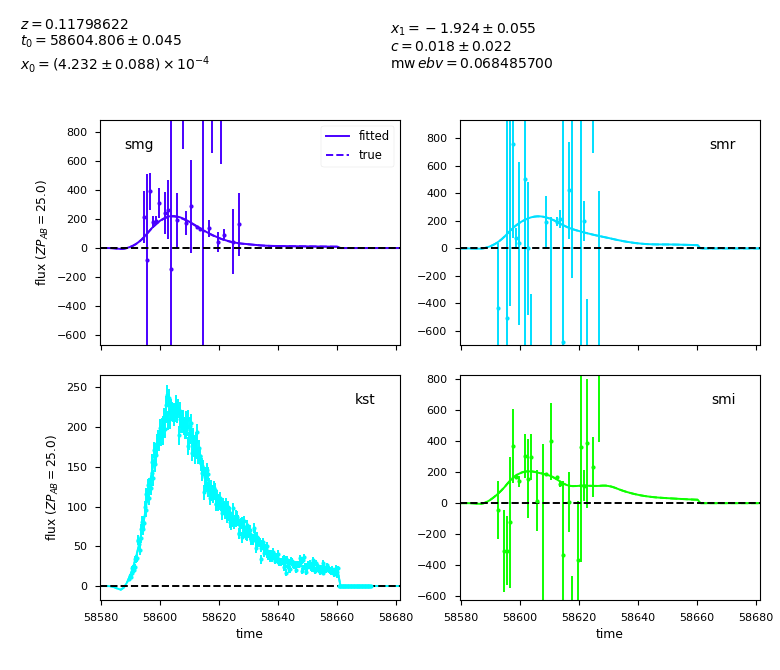 z = 0.11798622
t0 = 58604.806 ± 0.045
x0 = (4.232 ± 0.088) × 10^−4
x1 = −1.924 ± 0.055
c = 0.018 ± 0.022
mw ebv = 0.068485700
smg
fitted
true
800
600
400
200
0
−200
−400
−600
flux (ZP_AB = 25.0)
smr
800
600
400
200
0
−200
−400
−600
kst
250
200
150
100
50
0
flux (ZP_AB = 25.0)
58580 58600 58620 58640 58660 58680
time
smi
800
600
400
200
0
−200
−400
−600
58580 58600 58620 58640 58660 58680
time